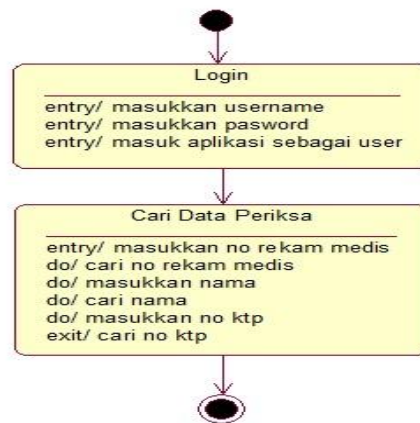 Login
entry/ masukkan username
entry/ masukkan pasword
entry/ masuk aplikasi sebagai user
Cari Data Periksa
entry/ masukkan no rekam medis
do/ cari no rekam medis
do/ masukkan nama
do/ cari nama
do/ masukkan no ktp
exit/ cari no ktp